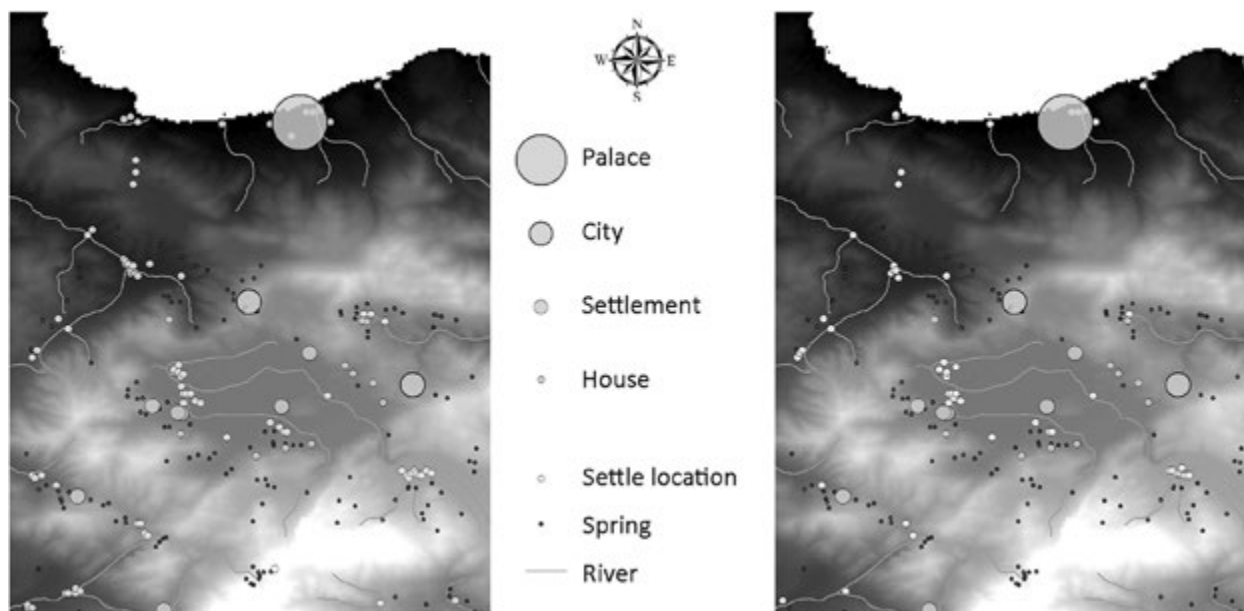 N
W E
S
Palace
City
Settlement
House
Settle location
Spring
River